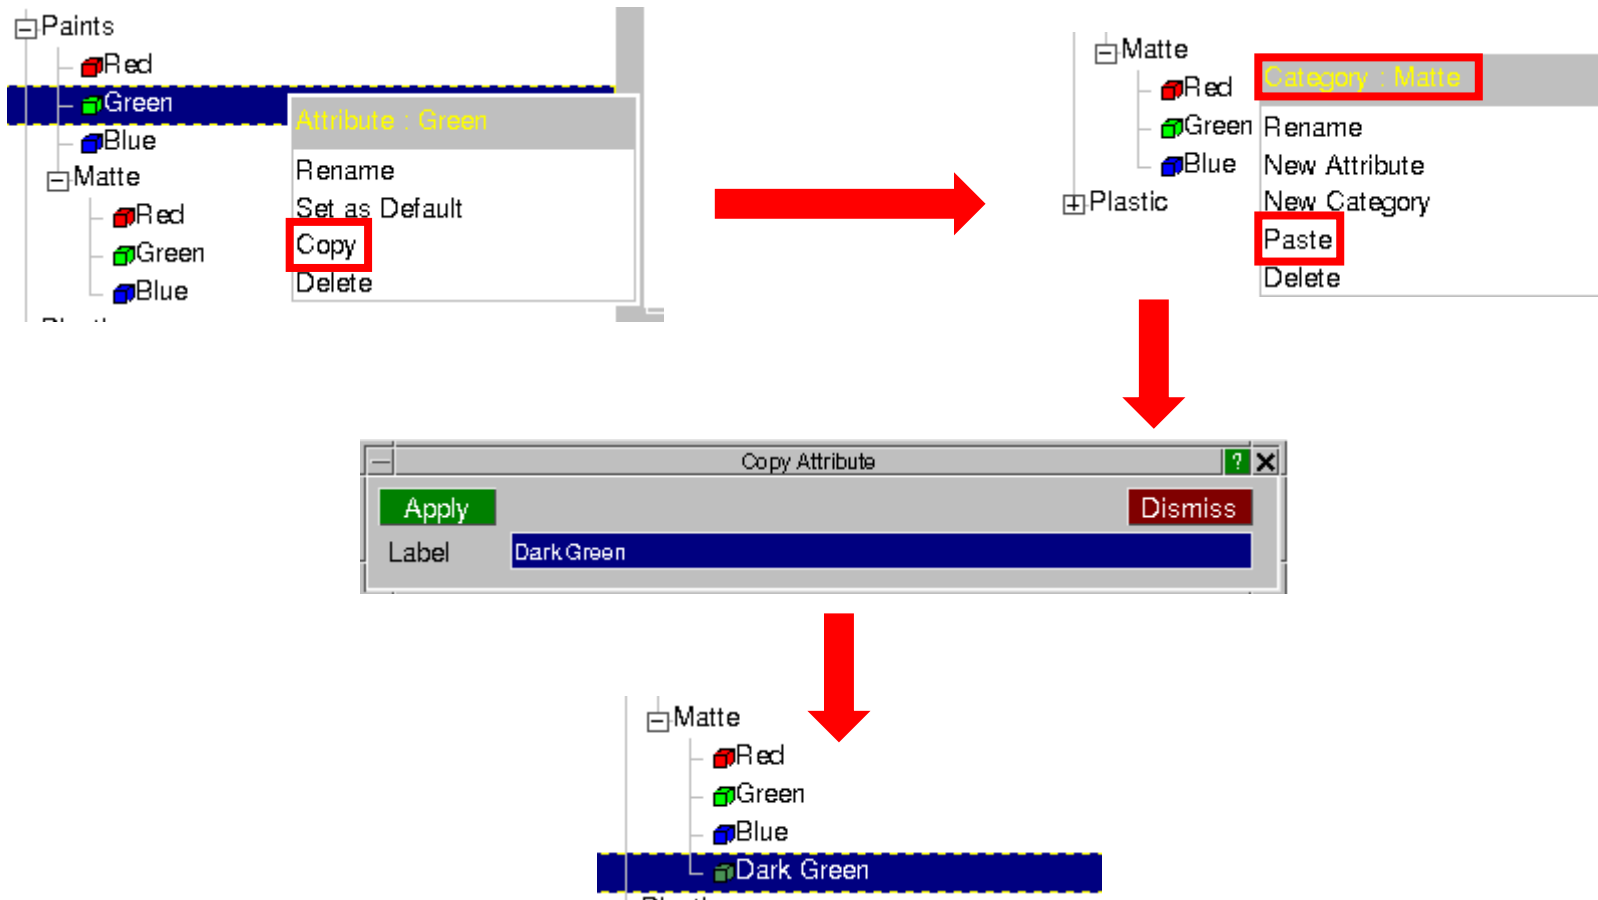 Paints
Red
Green
Blue
Matte
Red
Green
Blue
Attribute : Green
Rename
Set as Default
Copy
Delete
Matte
Red
Green
Blue
Plastic
Category : Matte
Rename
New Attribute
New Category
Paste
Delete
Copy Attribute
?
Apply
Dismiss
Label
Dark Green
Matte
Red
Green
Blue
Dark Green